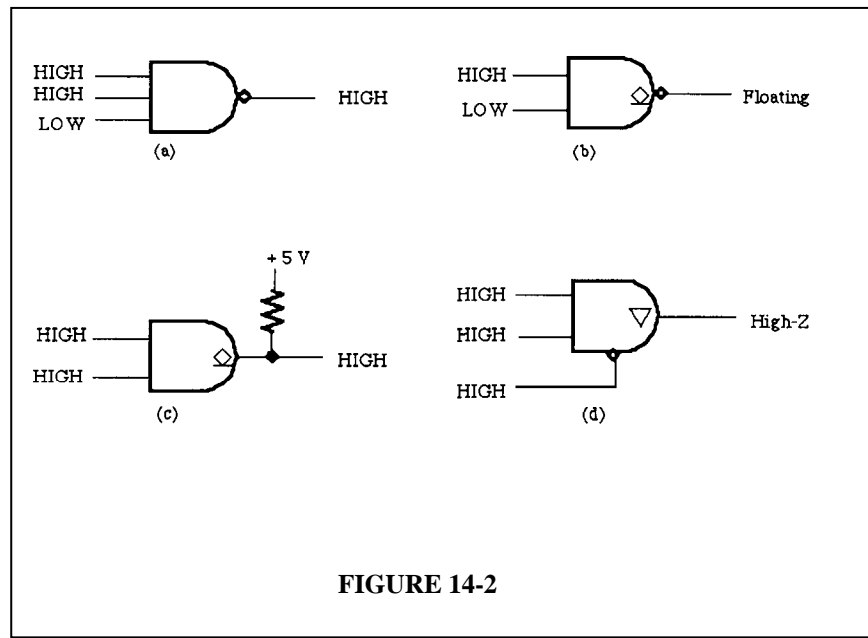 HIGH
HIGH
LOW
HIGH
(a)
HIGH
LOW
Floating
(b)
+ 5 V
HIGH
HIGH
HIGH
(c)
HIGH
HIGH
HIGH
High-Z
(d)
FIGURE 14-2